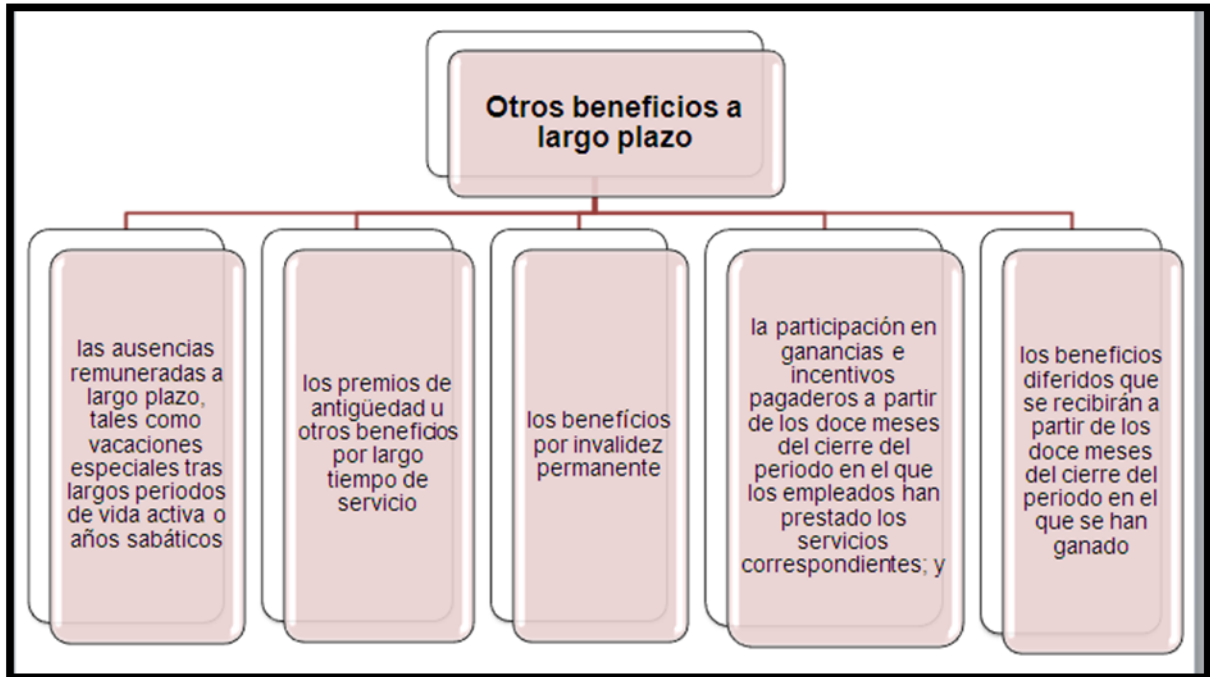 Otros beneficios a
largo plazo
las ausencias
remuneradas a
largo plazo,
tales como
vacaciones
especiales tras
largos periodos
de vida activa o
años sabáticos
los premios de
antigüedad u
otros beneficios
por largo
tiempo de
servicio
los benefícios
por invalidez
permanente
la participación en
ganancias e
incentivos
pagaderos a partir
de los doce meses
del cierre del
periodo en el que
los empleados han
prestado los
servicios
correspondientes; y
los beneficios
diferidos que
se recibirán a
partir de los
doce meses
del cierre del
periodo en el
que se han
ganado